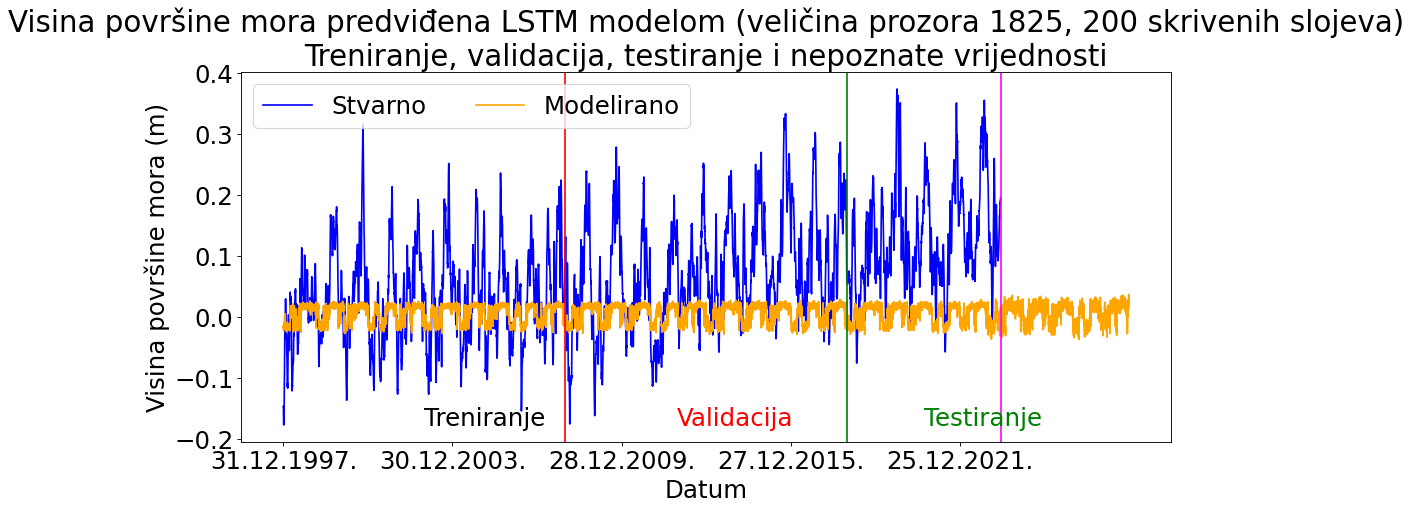 Visina površine mora predviđena LSTM modelom (veličina prozora 1825, 200 skrivenih slojeva)
Treniranje, validacija, testiranje i nepoznate vrijednosti
Stvarno Modelirano
Visina površine mora (m)
0.4
0.3
0.2
0.1
0.0
−0.1
−0.2
Treniranje Validacija Testiranje
31.12.1997. 30.12.2003. 28.12.2009. 27.12.2015. 25.12.2021.
Datum